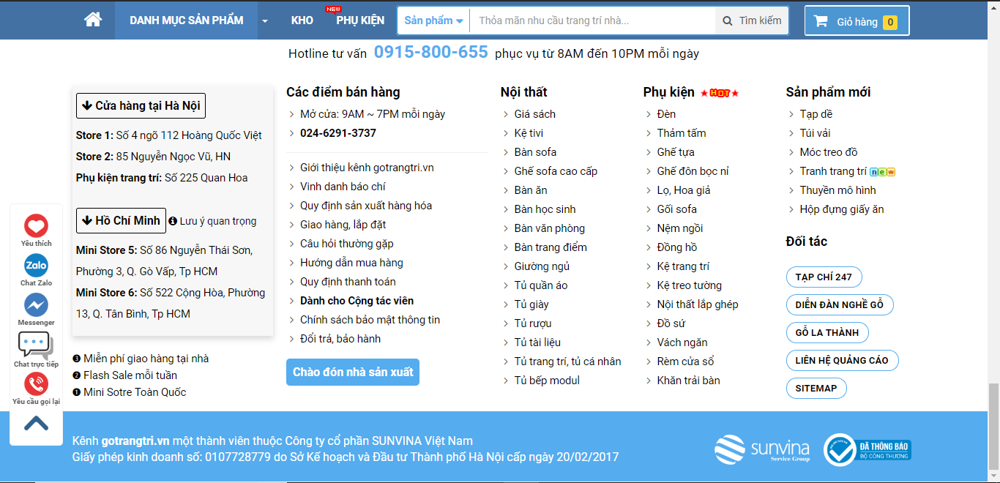 DANH MỤC SẢN PHẨM
KHO
NEW
PHỤ KIỆN
Sản phẩm
Thỏa mãn nhu cầu trang trí nhà...
Tìm kiếm
Giỏ hàng 0
Hotline tư vấn 0915-800-655 phục vụ từ 8AM đến 10PM mỗi ngày
Cửa hàng tại Hà Nội
Store 1: Số 4 ngõ 112 Hoàng Quốc Việt
Store 2: 85 Nguyễn Ngọc Vũ, HN
Phụ kiện trang trí: Số 225 Quan Hoa
Hồ Chí Minh
Lưu ý quan trọng
Mini Store 5: Số 86 Nguyễn Thái Sơn,
Phường 3, Q. Gò Vấp, Tp HCM
Mini Store 6: Số 522 Cộng Hòa, Phường
13, Q. Tân Bình, Tp HCM
❸ Miễn phí giao hàng tại nhà
❷ Flash Sale mỗi tuần
❶ Mini Sotre Toàn Quốc
Các điểm bán hàng
Mở cửa: 9AM ~ 7PM mỗi ngày
024-6291-3737
Giới thiệu kênh gotrangtri.vn
Vinh danh báo chí
Quy định sản xuất hàng hóa
Giao hàng, lắp đặt
Câu hỏi thường gặp
Hướng dẫn mua hàng
Quy định thanh toán
Dành cho Cộng tác viên
Chính sách bảo mật thông tin
Đổi trả, bảo hành
Chào đón nhà sản xuất
Nội thất
Giá sách
Kệ tivi
Bàn sofa
Ghế sofa cao cấp
Bàn ăn
Bàn học sinh
Bàn văn phòng
Bàn trang điểm
Giường ngủ
Tủ quần áo
Tủ giày
Tủ rượu
Tủ tài liệu
Tủ trang trí, tủ cá nhân
Tủ bếp modul
Phụ kiện HOT
Đèn
Thảm tấm
Ghế tựa
Ghế đôn bọc nỉ
Lọ, Hoa giả
Gối sofa
Nệm ngồi
Đồng hồ
Kệ trang trí
Kệ treo tường
Nội thất lắp ghép
Đồ sứ
Vách ngăn
Rèm cửa sổ
Khăn trải bàn
Sản phẩm mới
Tạp dề
Túi vải
Móc treo đồ
Tranh trang trí new
Thuyền mô hình
Hộp đựng giấy ăn
Đối tác
TẠP CHÍ 247
DIỄN ĐÀN NGHỀ GỖ
GỖ LA THÀNH
LIÊN HỆ QUẢNG CÁO
SITEMAP
Yêu thích
Zalo
Chat Zalo
Messenger
Chat trực tiếp
Yêu cầu gọi lại
Kênh gotrangtri.vn một thành viên thuộc Công ty cổ phần SUNVINA Việt Nam
Giấy phép kinh doanh số: 0107728779 do Sở Kế hoạch và Đầu tư Thành phố Hà Nội cấp ngày 20/02/2017
sunvina
Service Group
ĐÃ THÔNG BÁO
BỘ CÔNG THƯƠNG